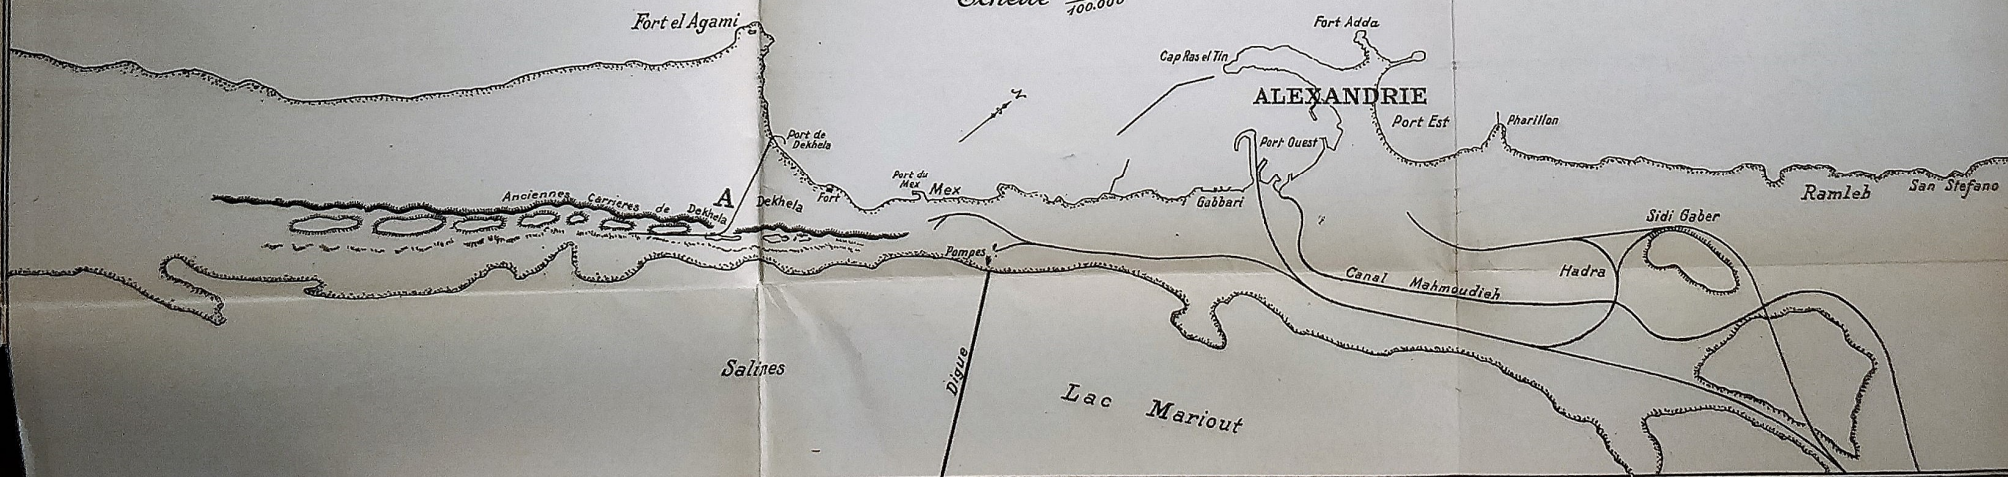 Echelle 1/100.000
Fort el Agami
Fort Adda
Cap Ras el Tin
N
ALEXANDRIE
Port Est
Pharillon
Port de
Dekhela
Port Ouest
Port du
Mex
Mex
Fort
Gabbari
Ramleh
San Stefano
Anciennes Carrieres de Dekhela
A
Dekhela
Sidi Gaber
Pompes
Hadra
Canal Mahmoudieh
Salines
Digue
Lac Mariout